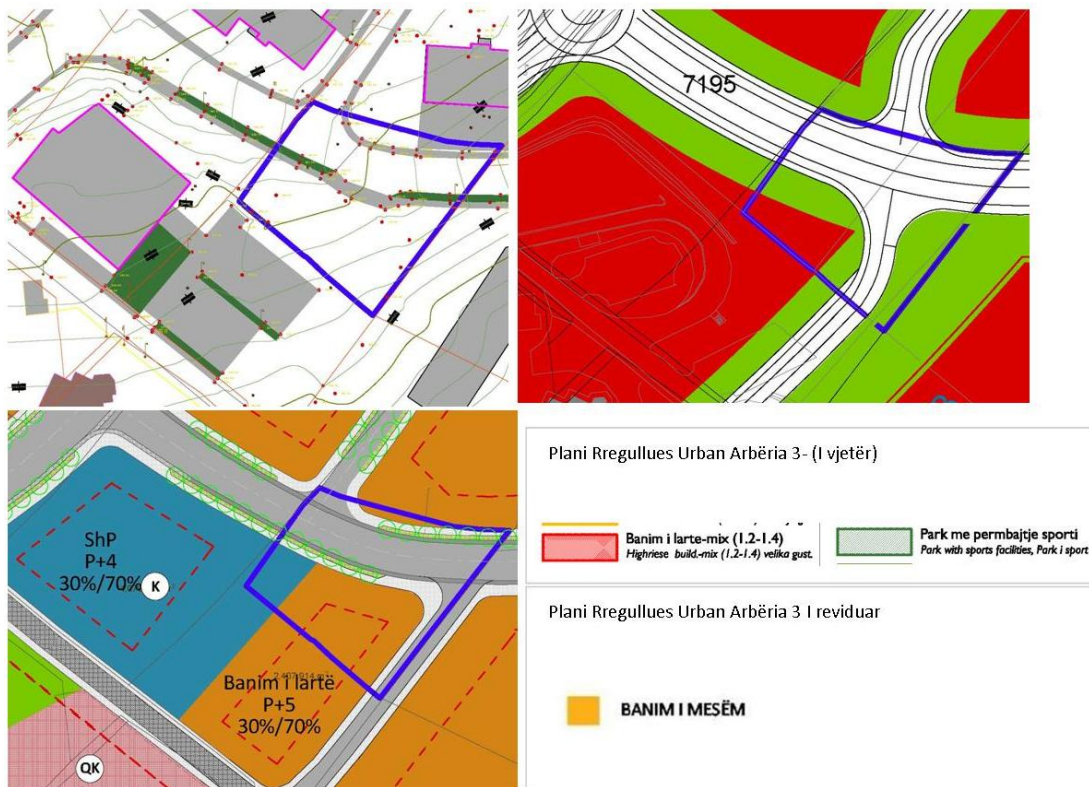 7195
ShP
P+4
30%/70%
K
Banim i lartë
P+5
30%/70%
QK
Plani Rregullues Urban Arbëria 3- (I vjetër)
Banim i larte-mix (1.2-1.4)
Highriese build.-mix (1.2-1.4) velika gust.
Park me permbajtje sporti
Park with sports facilities, Park i sport
Plani Rregullues Urban Arbëria 3 I reviduar
BANIM I MESËM